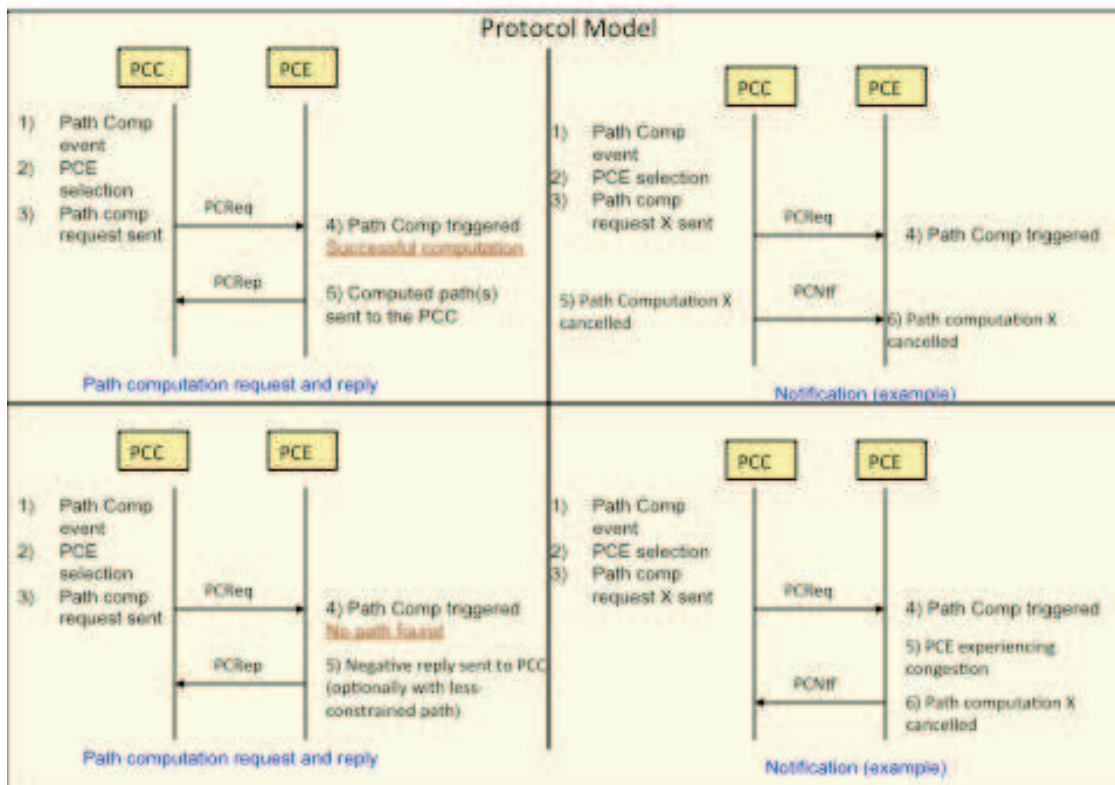 Protocol Model
PCC
PCE
1) Path Comp
event
2) PCE
selection
3) Path comp
request sent
PCReq
4) Path Comp triggered
Successful computation
PCRep
5) Computed path(s)
sent to the PCC
Path computation request and reply
PCC
PCE
1) Path Comp
event
2) PCE selection
3) Path comp
request X sent
PCReq
4) Path Comp triggered
5) Path Computation X
cancelled
PCNtf
6) Path computation X
cancelled
Notification (example)
PCC
PCE
1) Path Comp
event
2) PCE
selection
3) Path comp
request sent
PCReq
4) Path Comp triggered
No path found
PCRep
5) Negative reply sent to PCC
(optionally with less-
constrained path)
Path computation request and reply
PCC
PCE
1) Path Comp
event
2) PCE selection
3) Path comp
request X sent
PCReq
4) Path Comp triggered
5) PCE experiencing
congestion
PCNtf
6) Path computation X
cancelled
Notification (example)